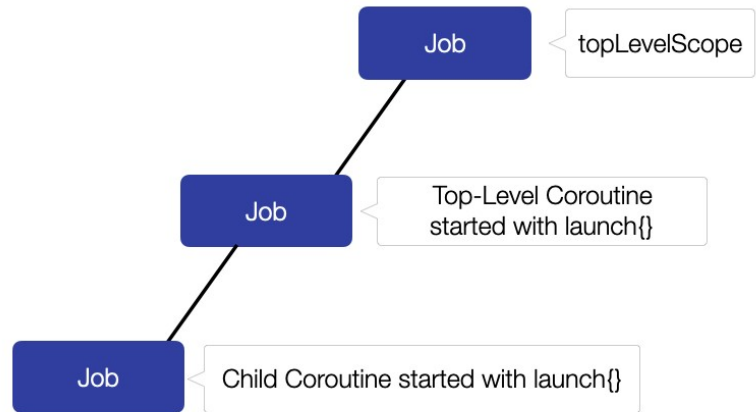 Job
topLevelScope
Job
Top-Level Coroutine
started with launch{}
Job
Child Coroutine started with launch{}